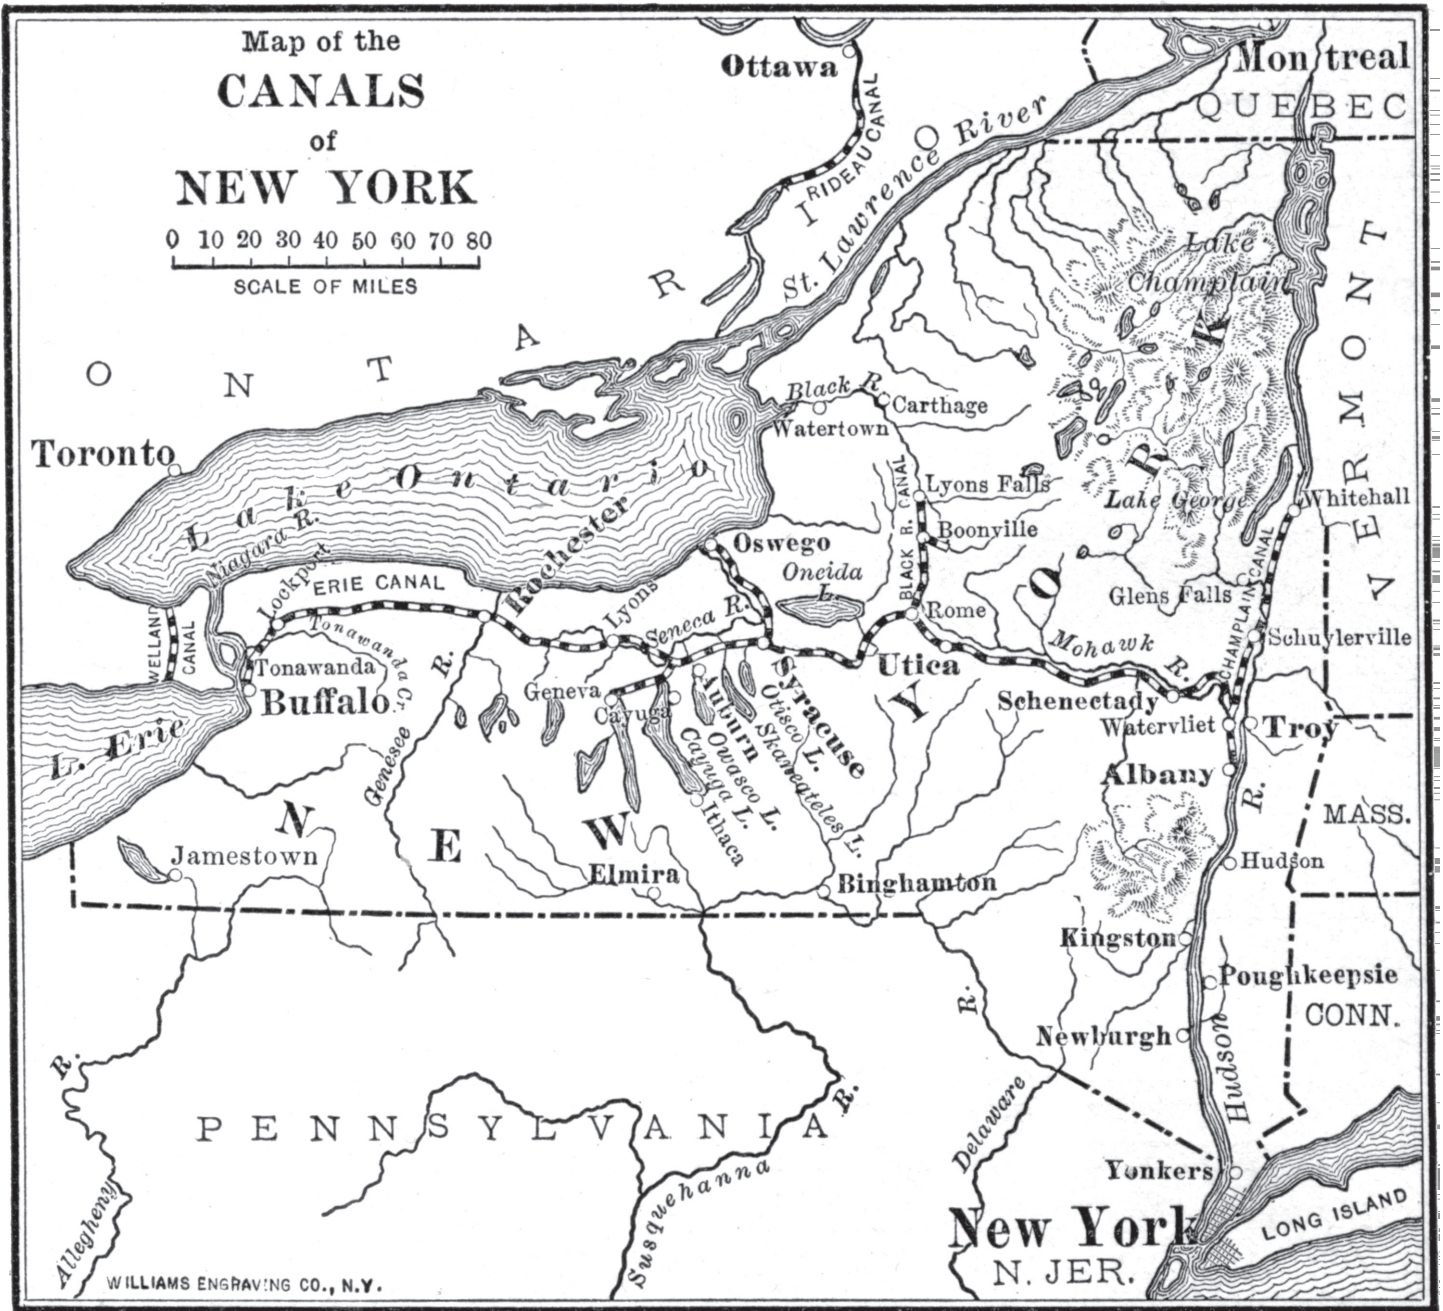 Map of the
CANALS
of
NEW YORK
0 10 20 30 40 50 60 70 80
SCALE OF MILES
Ottawa
RIDEAU CANAL
Montreal
QUEBEC
St. Lawrence River
ONTARIO
Lake
Champlain
VERMONT
Toronto
Lake Ontario
Black R.
Carthage
Watertown
BLACK R. CANAL
Lyons Falls
Boonville
Lake George
Whitehall
Niagara R.
Lockport
ERIE CANAL
Rochester
Oswego
Oneida
L.
Rome
Glens Falls
CHAMPLAIN CANAL
Schuylerville
WELLAND
CANAL
Tonawanda Cr.
Tonawanda
Buffalo
L. Erie
Genesee R.
Lyons
Seneca R.
Geneva
Cayuga
Auburn
Syracuse
Otisco L.
Skaneateles L.
Owasco L.
Cayuga L.
Ithaca
Utica
Mohawk R.
Schenectady
Watervliet
Troy
Albany
NEW YORK
MASS.
Jamestown
Elmira
Binghamton
Hudson
Kingston
Poughkeepsie
CONN.
Newburgh
Hudson R.
Delaware R.
Allegheny R.
PENNSYLVANIA
Susquehanna R.
Yonkers
New York
LONG ISLAND
N. JER.
WILLIAMS ENGRAVING CO., N.Y.